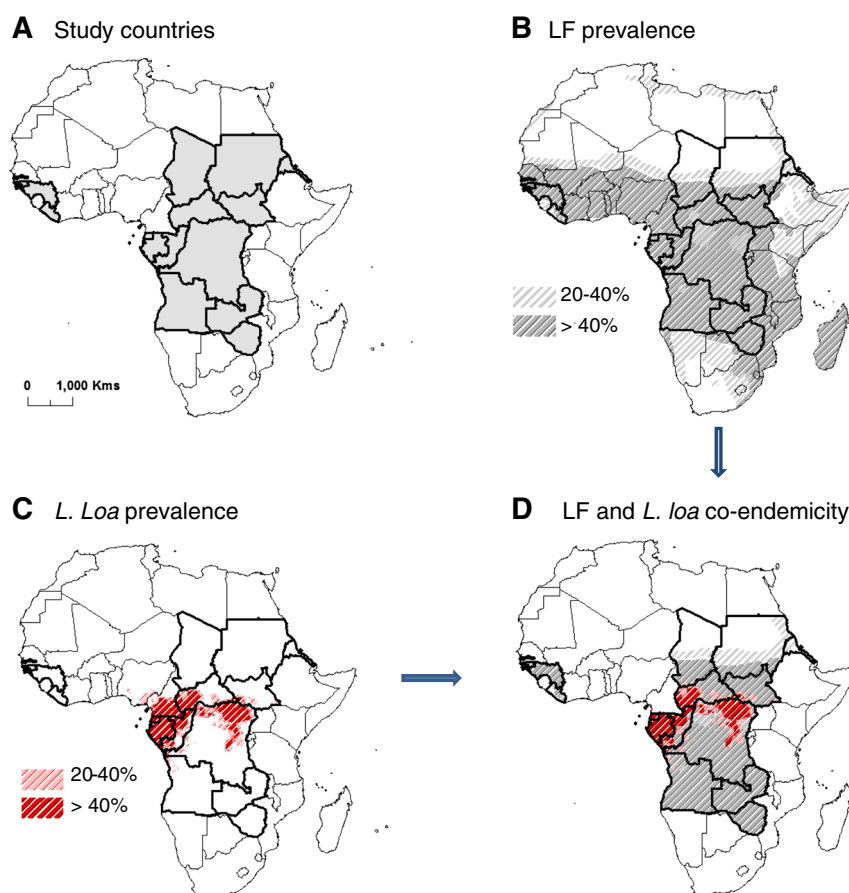 A Study countries
B LF prevalence
0 1,000 Kms
20-40%
> 40%
C L. Loa prevalence
D LF and L. loa co-endemicity
20-40%
> 40%